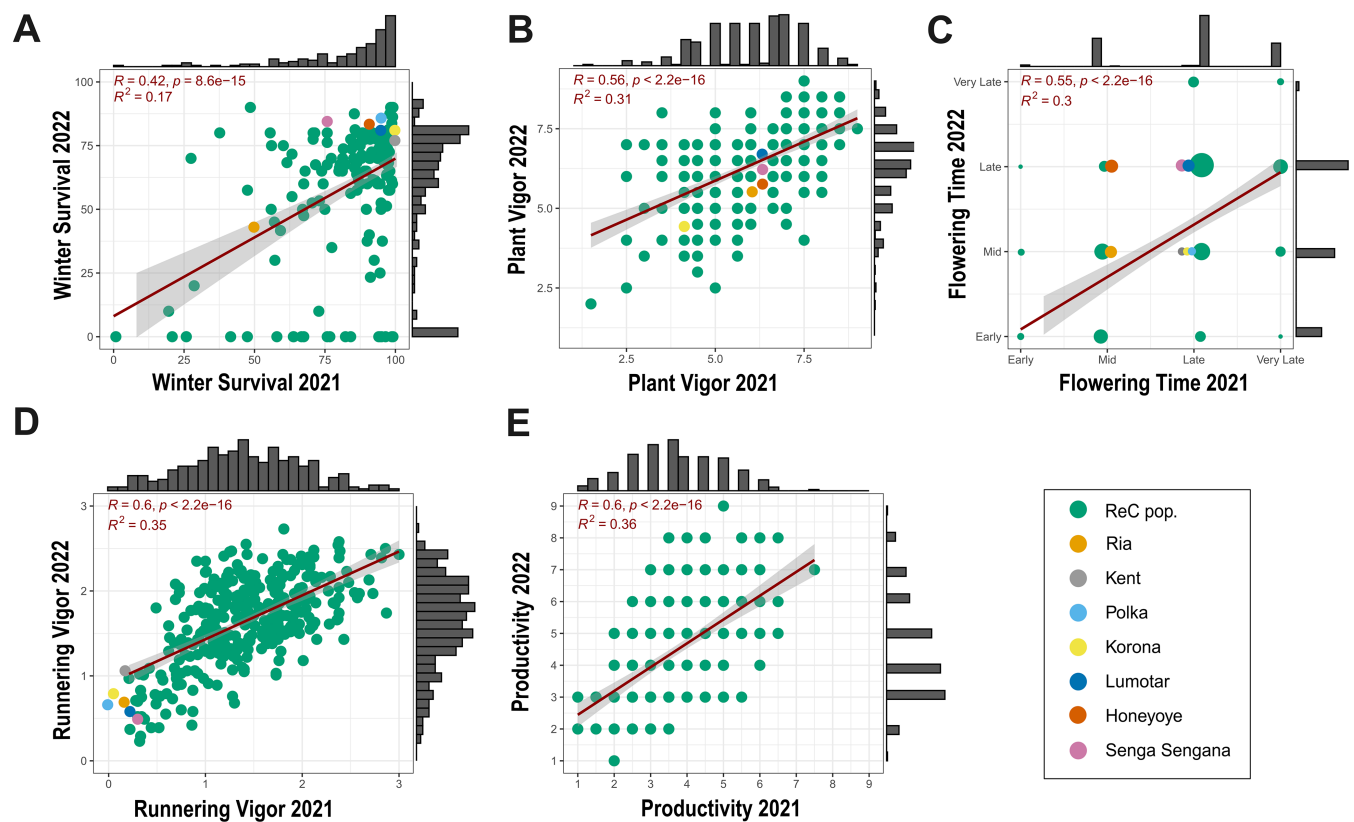 A
R = 0.42, p = 8.6e−15
R2 = 0.17
100
75
50
25
0
0
25
50
75
100
Winter Survival 2022
Winter Survival 2021
B
R = 0.56, p < 2.2e−16
R2 = 0.31
7.5
5.0
2.5
2.5
5.0
7.5
Plant Vigor 2022
Plant Vigor 2021
C
R = 0.55, p < 2.2e−16
R2 = 0.3
Very Late
Late
Mid
Early
Early
Mid
Late
Very Late
Flowering Time 2022
Flowering Time 2021
D
R = 0.6, p < 2.2e−16
R2 = 0.35
3
2
1
0
0
1
2
3
Runnering Vigor 2022
Runnering Vigor 2021
E
R = 0.6, p < 2.2e−16
R2 = 0.36
9
8
7
6
5
4
3
2
1
1
2
3
4
5
6
7
8
9
Productivity 2022
Productivity 2021
ReC pop.
Ria
Kent
Polka
Korona
Lumotar
Honeyoye
Senga Sengana